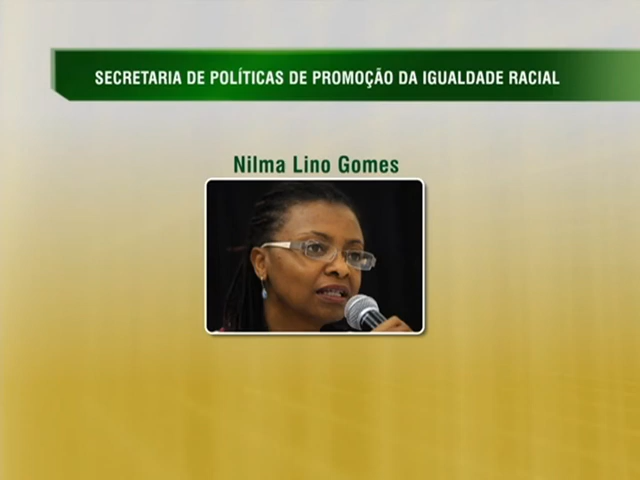 SECRETARIA DE POLÍTICAS DE PROMOÇÃO DA IGUALDADE RACIAL
Nilma Lino Gomes